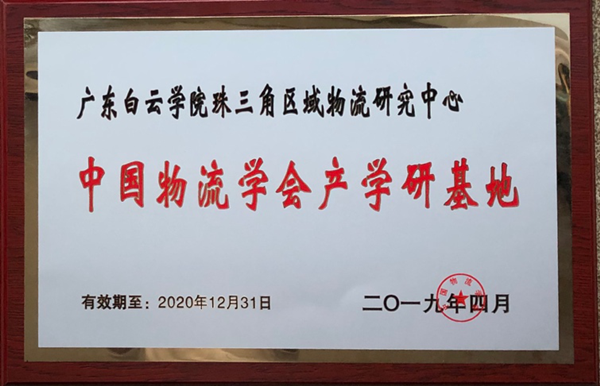 广东白云学院珠三角区域物流研究中心
中国物流学会产学研基地
有效期至：2020年12月31日
二〇一九年四月